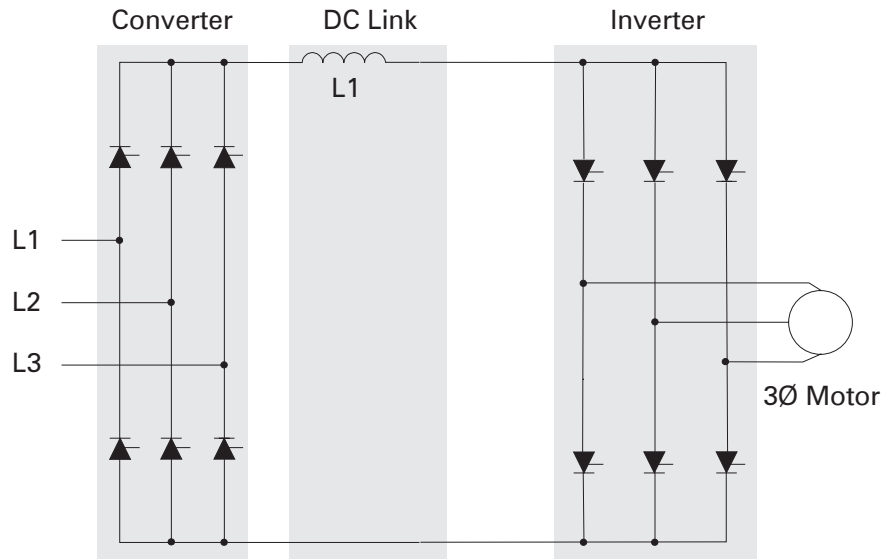 Converter
DC Link
Inverter
L1
L1
L2
L3
3Ø Motor